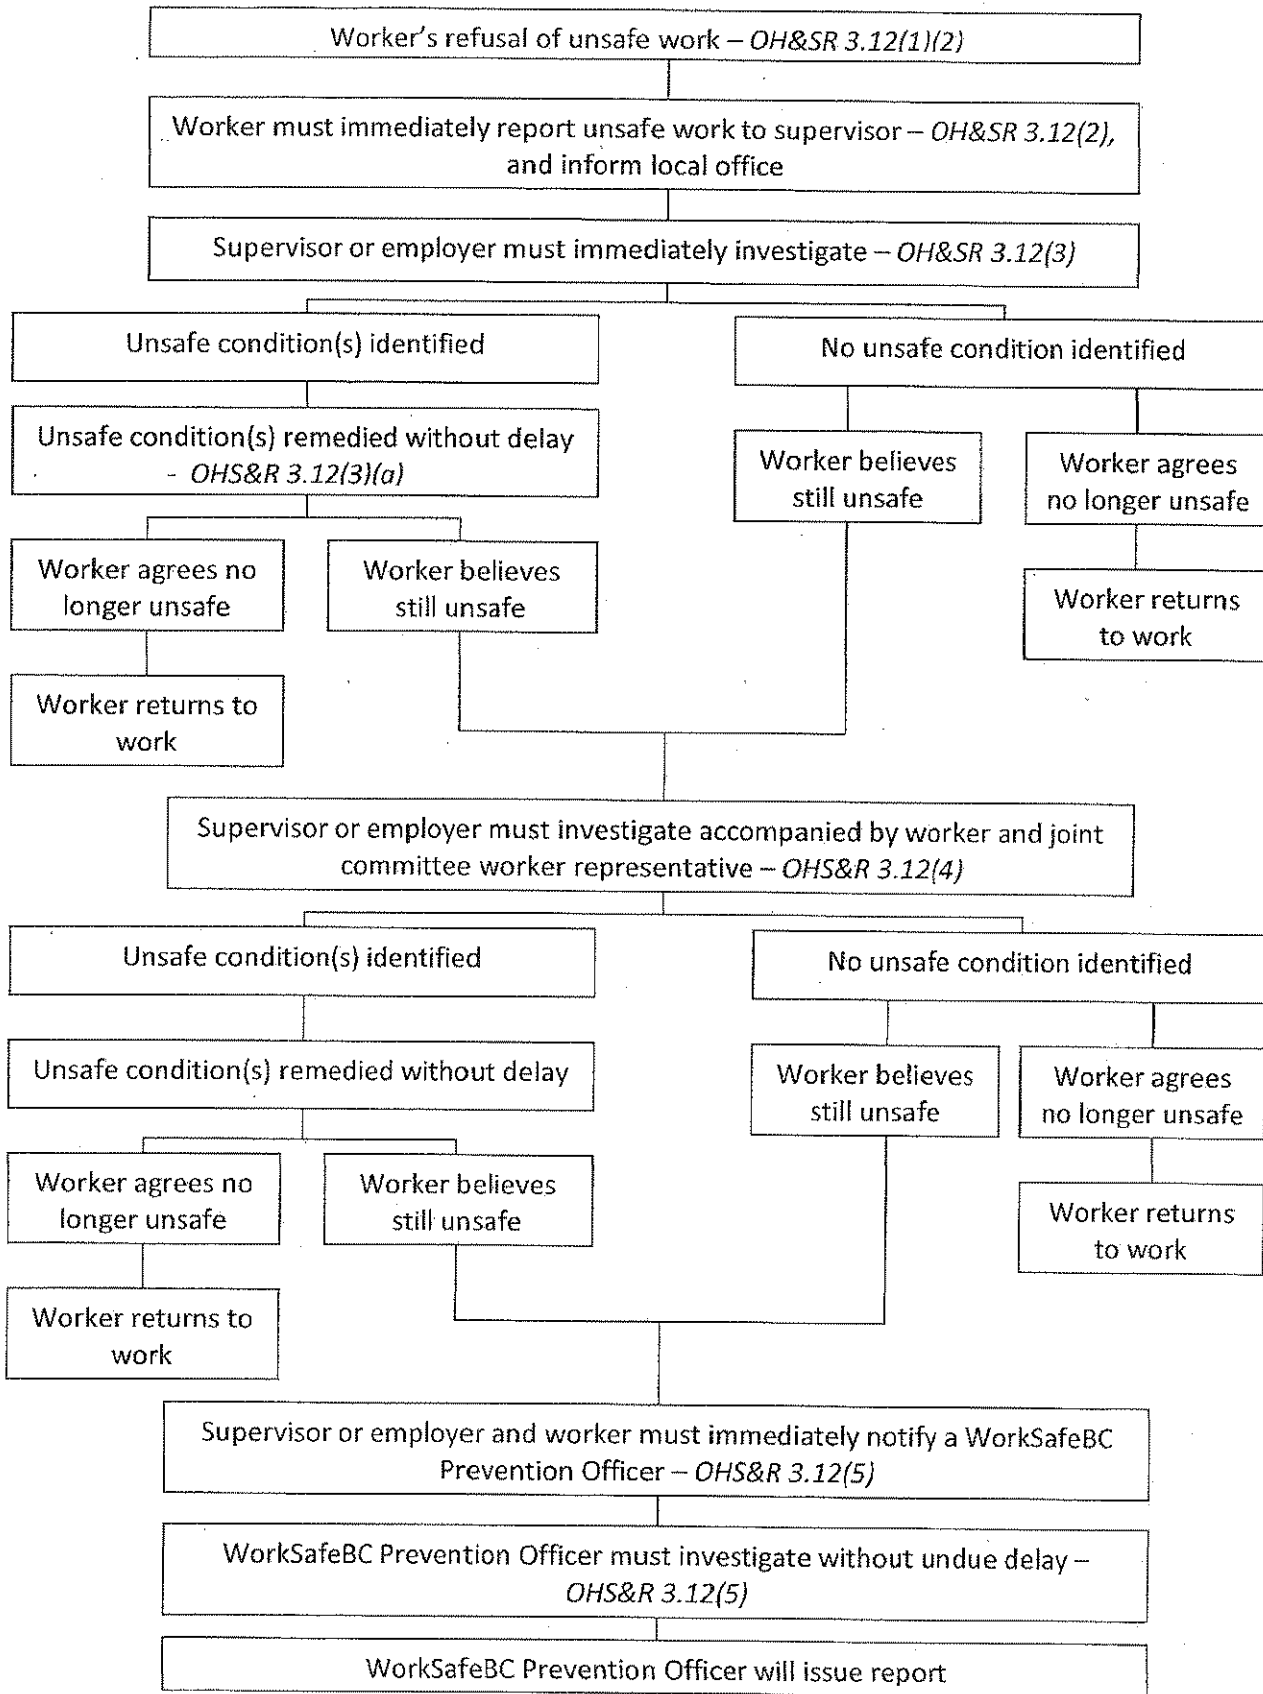 Worker's refusal of unsafe work – OH&SR 3.12(1)(2)
Worker must immediately report unsafe work to supervisor – OH&SR 3.12(2),
and inform local office
Supervisor or employer must immediately investigate – OH&SR 3.12(3)
Unsafe condition(s) identified
No unsafe condition identified
Unsafe condition(s) remedied without delay
- OHS&R 3.12(3)(a)
Worker believes
still unsafe
Worker agrees
no longer unsafe
Worker agrees no
longer unsafe
Worker believes
still unsafe
Worker returns
to work
Worker returns to
work
Supervisor or employer must investigate accompanied by worker and joint
committee worker representative – OHS&R 3.12(4)
Unsafe condition(s) identified
No unsafe condition identified
Unsafe condition(s) remedied without delay
Worker believes
still unsafe
Worker agrees
no longer unsafe
Worker agrees no
longer unsafe
Worker believes
still unsafe
Worker returns
to work
Worker returns to
work
Supervisor or employer and worker must immediately notify a WorkSafeBC
Prevention Officer – OHS&R 3.12(5)
WorkSafeBC Prevention Officer must investigate without undue delay –
OHS&R 3.12(5)
WorkSafeBC Prevention Officer will issue report